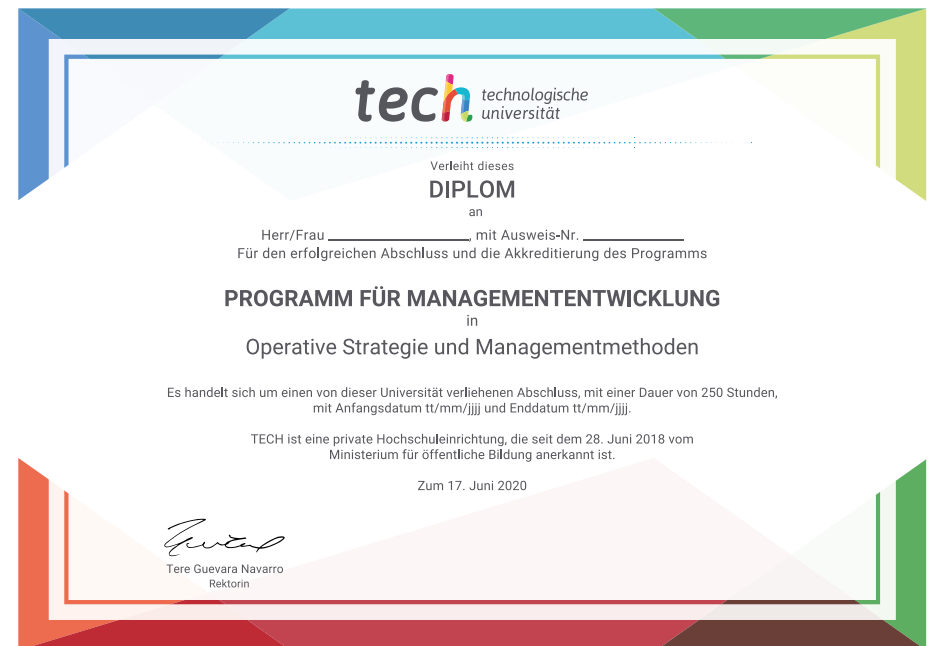 tech technologische
universität
Verleiht dieses
DIPLOM
an
Herr/Frau ____________, mit Ausweis-Nr. ____________
Für den erfolgreichen Abschluss und die Akkreditierung des Programms
PROGRAMM FÜR MANAGEMENTENTWICKLUNG
in
Operative Strategie und Managementmethoden
Es handelt sich um einen von dieser Universität verliehenen Abschluss, mit einer Dauer von 250 Stunden,
mit Anfangsdatum tt/mm/jjjj und Enddatum tt/mm/jjjj.
TECH ist eine private Hochschuleinrichtung, die seit dem 28. Juni 2018 vom
Ministerium für öffentliche Bildung anerkannt ist.
Zum 17. Juni 2020
Tere Guevara Navarro
Rektorin